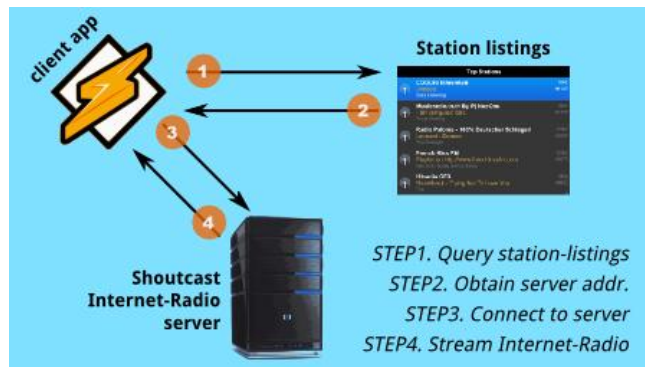 client app
Station listings
Top Stations
1
2
3
4
Shoutcast
Internet-Radio
server
STEP1. Query station-listings
STEP2. Obtain server addr.
STEP3. Connect to server
STEP4. Stream Internet-Radio